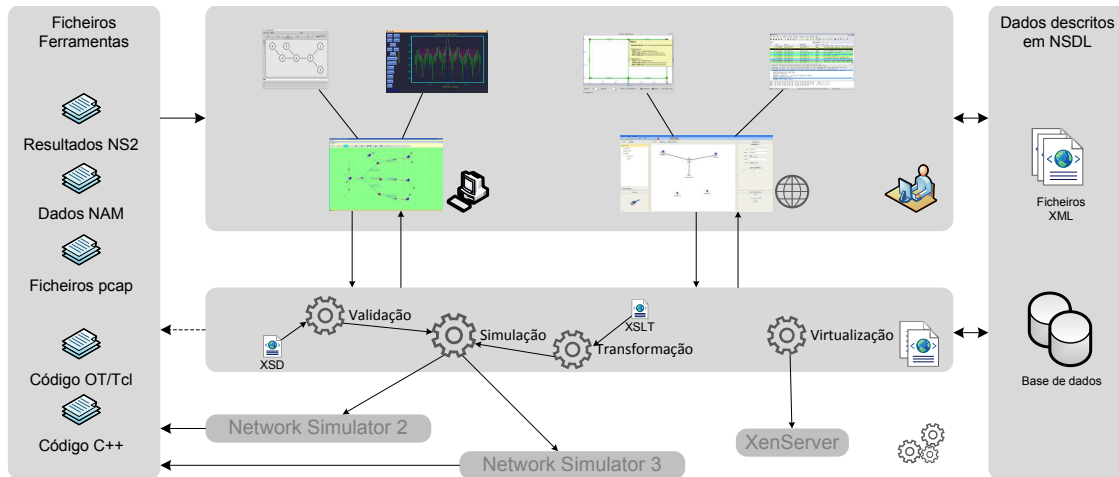 Ficheiros
Ferramentas
Resultados NS2
Dados NAM
Ficheiros pcap
Código OT/Tcl
Código C++
Validação
XSD
Simulação
XSLT
Transformação
Virtualização
Network Simulator 2
Network Simulator 3
XenServer
Dados descritos
em NSDL
Ficheiros
XML
Base de dados